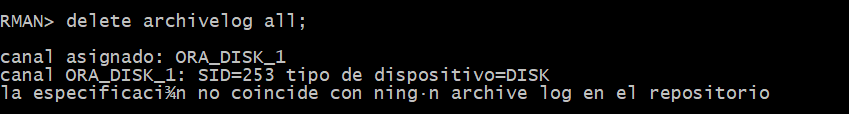 RMAN> delete archivelog all;
canal asignado: ORA_DISK_1
canal ORA_DISK_1: SID=253 tipo de dispositivo=DISK
la especificaci¾n no coincide con ning·n archive log en el repositorio